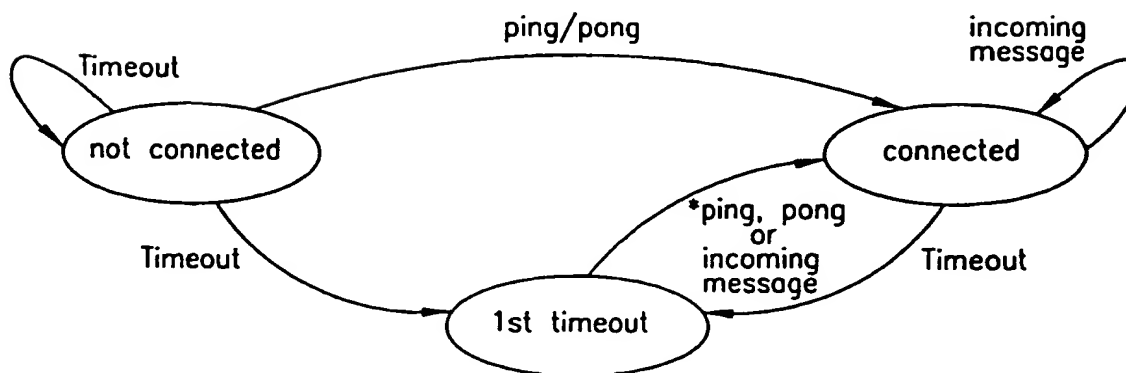 ping/pong
incoming
message
Timeout
not connected
connected
*ping, pong
or
incoming
message
Timeout
Timeout
1st timeout